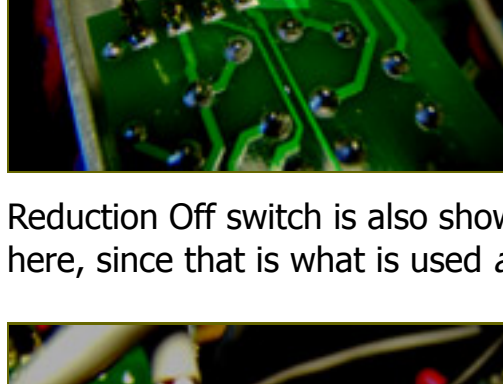 Reduction Off switch is also show
here, since that is what is used a